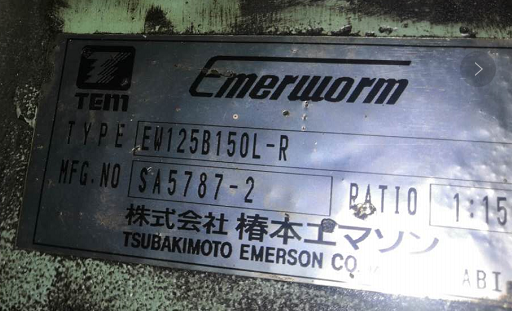 TEM Emerworm
TYPE EW125B150L-R
MFG.NO SA5787-2 RATIO 1:15
株式会社 椿本エマソン
TSUBAKIMOTO EMERSON CO.
ABI